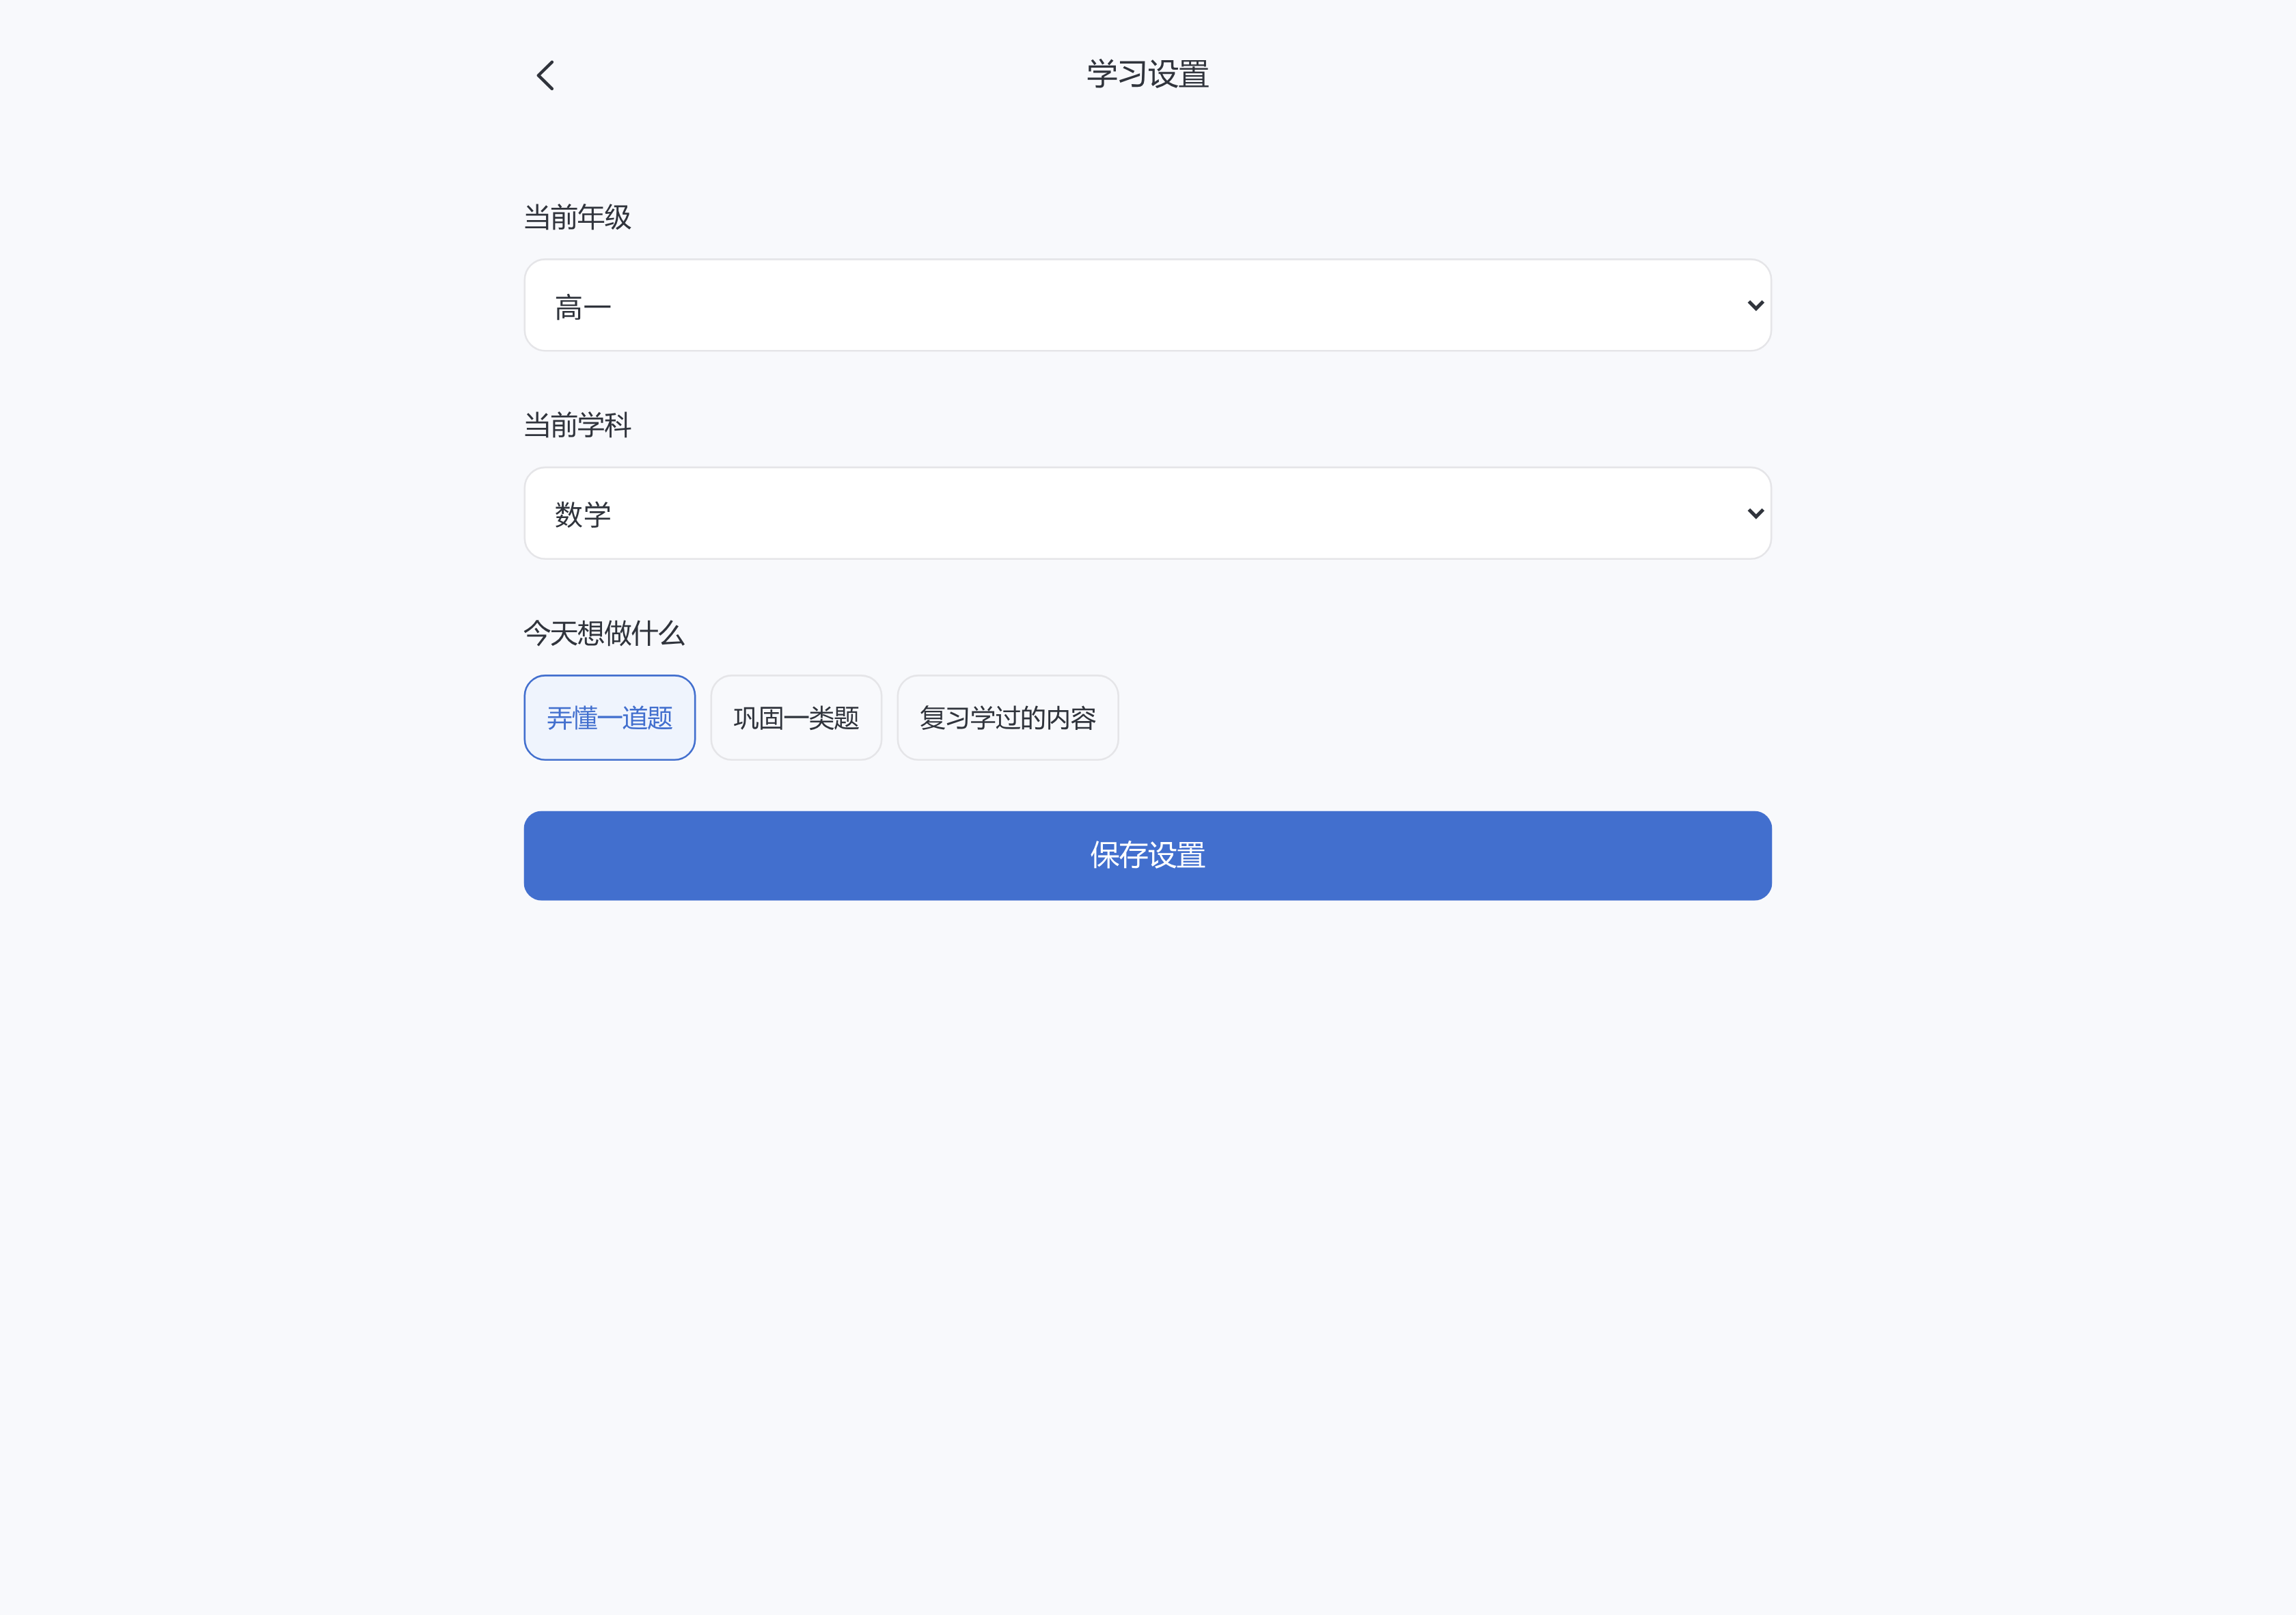 学习设置
当前年级
高一
当前学科
数学
今天想做什么
弄懂一道题 巩固一类题 复习学过的内容
保存设置